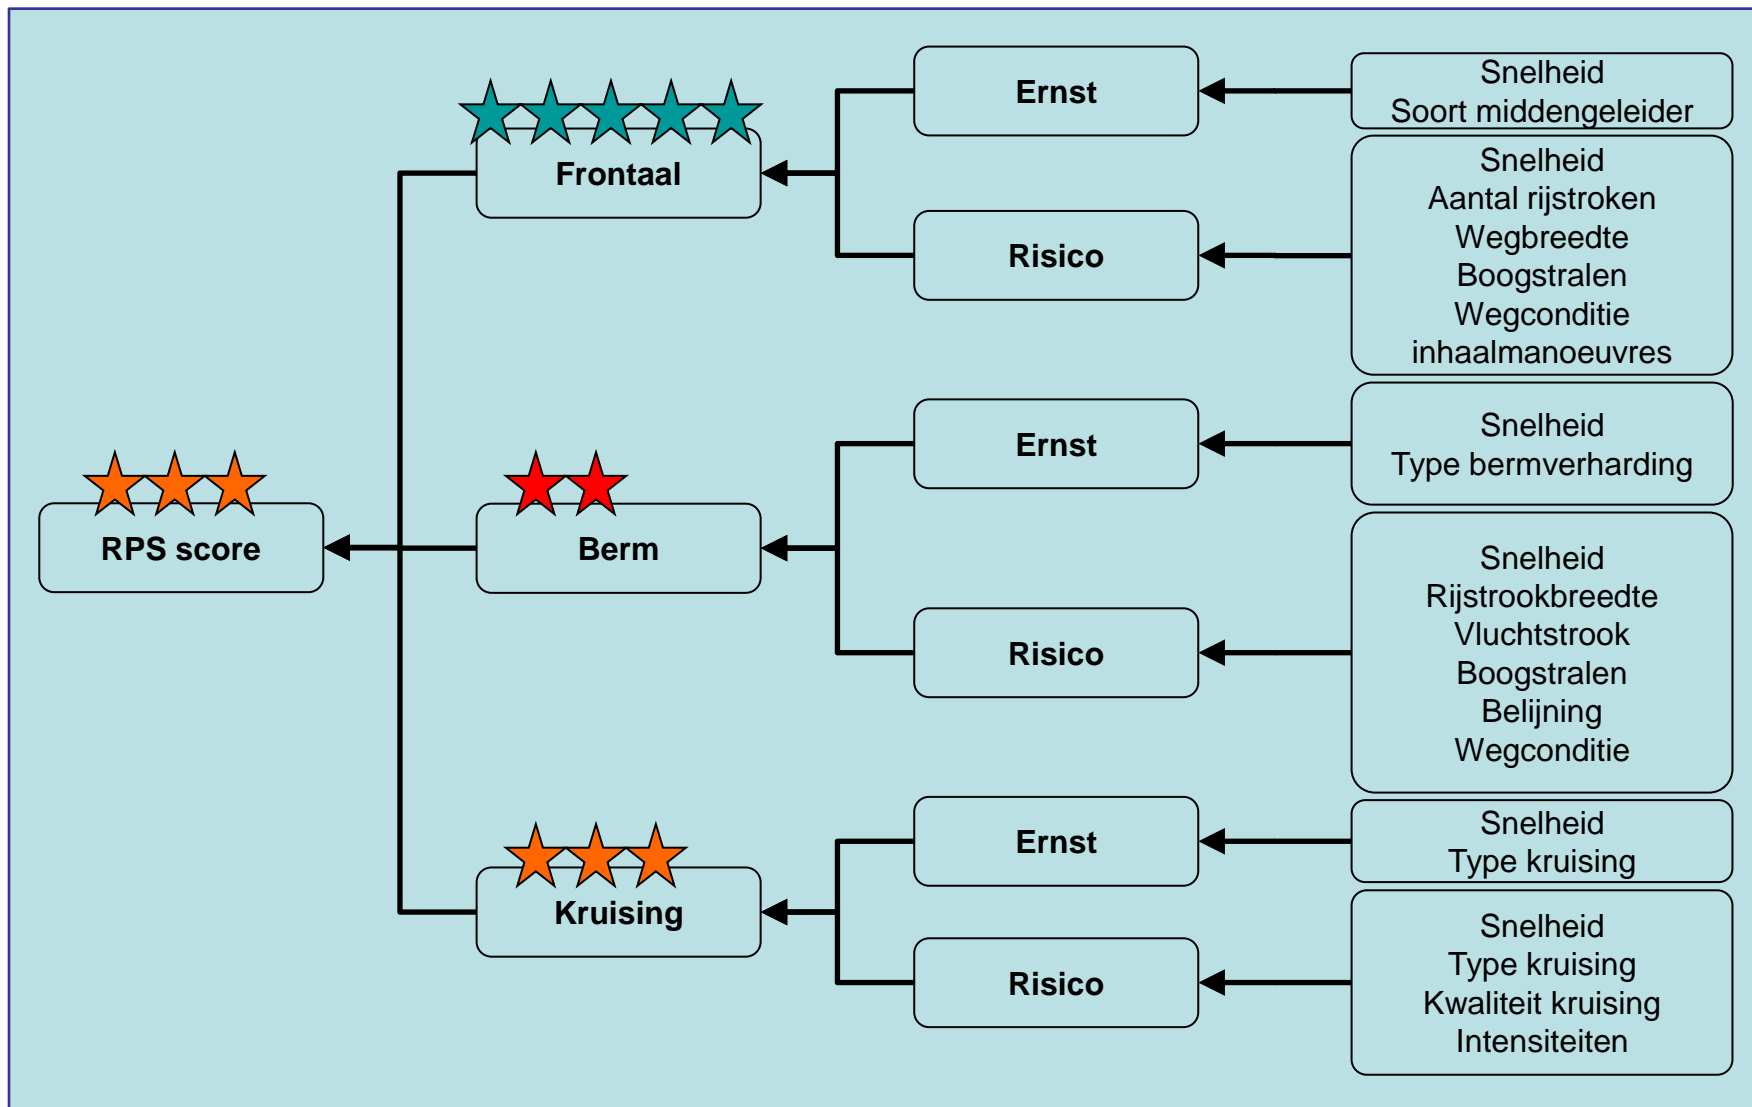 RPS score
Frontaal
Ernst
Snelheid
Soort middengeleider
Risico
Snelheid
Aantal rijstroken
Wegbreedte
Boogstralen
Wegconditie
inhaalmanoeuvres
Berm
Ernst
Snelheid
Type bermverharding
Risico
Snelheid
Rijstrookbreedte
Vluchtstrook
Boogstralen
Belijning
Wegconditie
Kruising
Ernst
Snelheid
Type kruising
Risico
Snelheid
Type kruising
Kwaliteit kruising
Intensiteiten